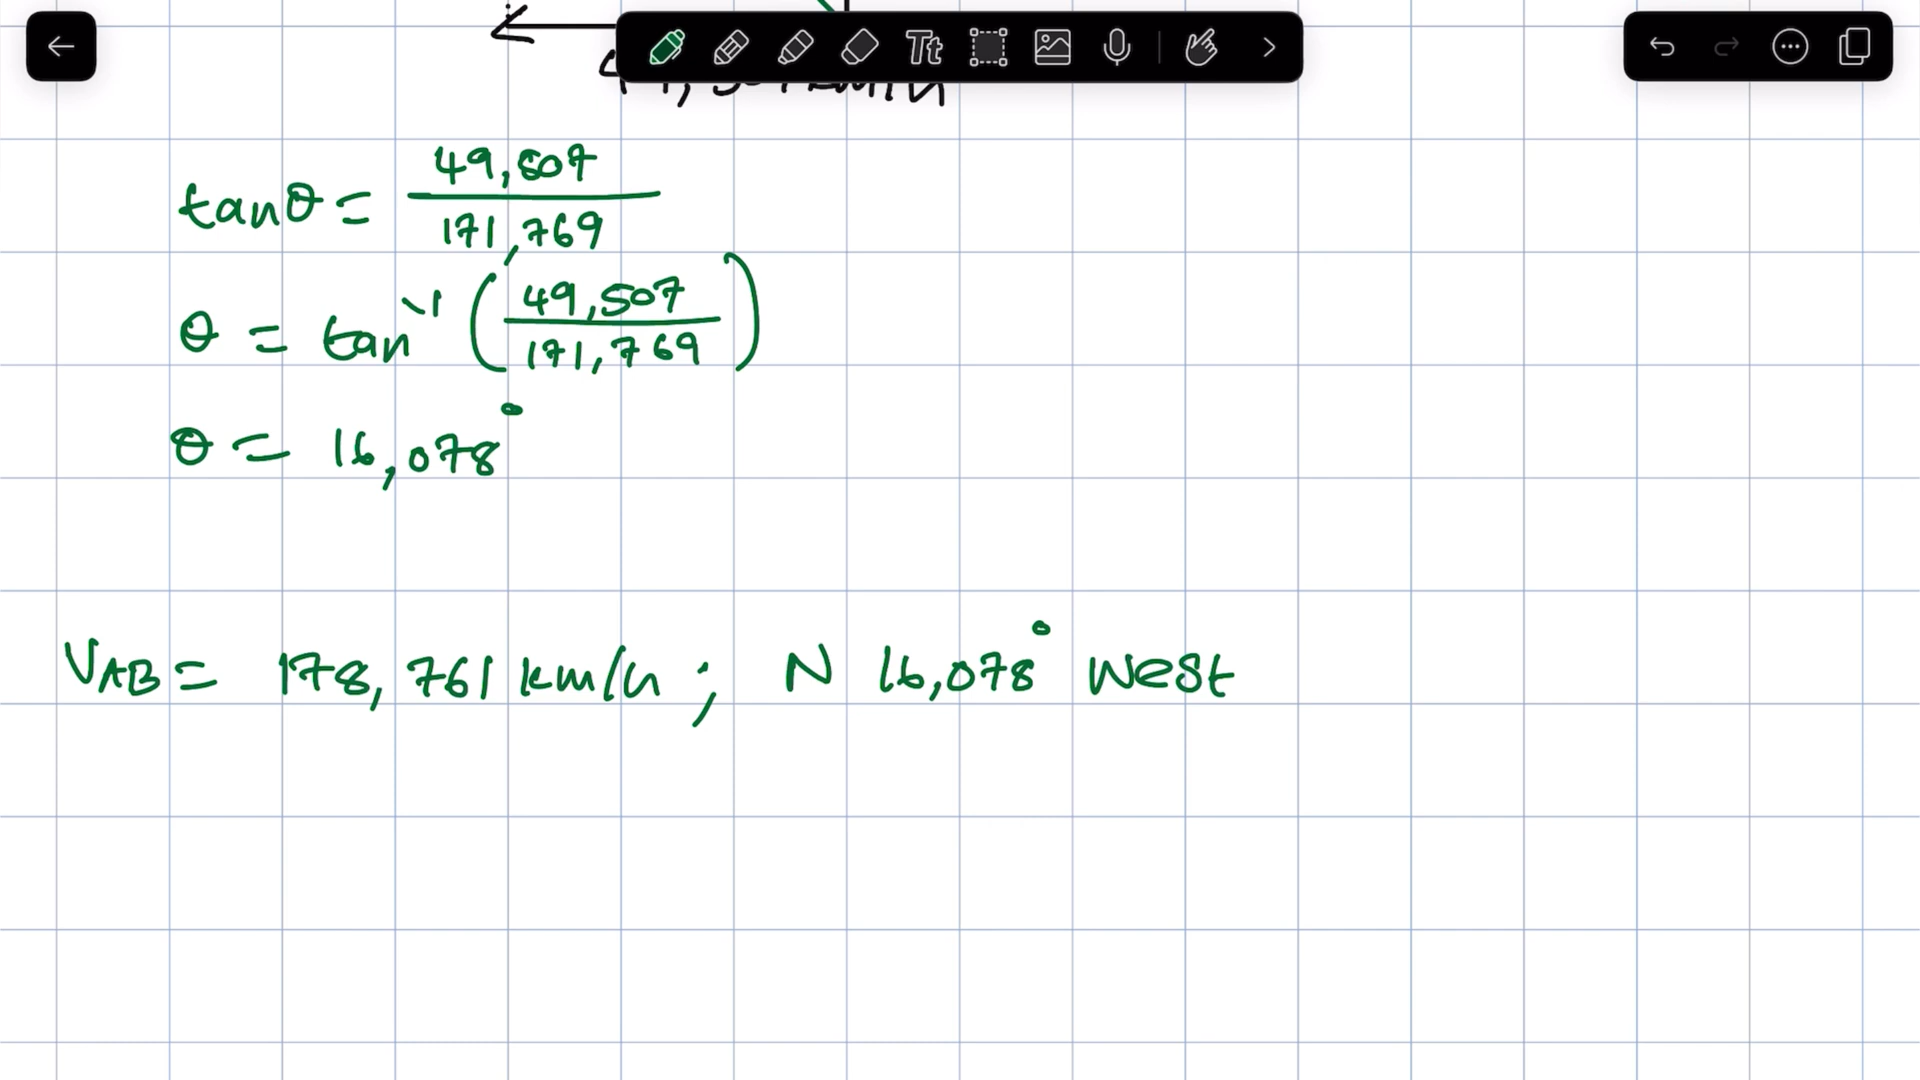 Tt
tanθ = 49,507 / 171,769
θ = tan⁻¹ ( 49,507 / 171,769 )
θ = 16,078°
VAB = 178,761 km/h ; N 16,078° West